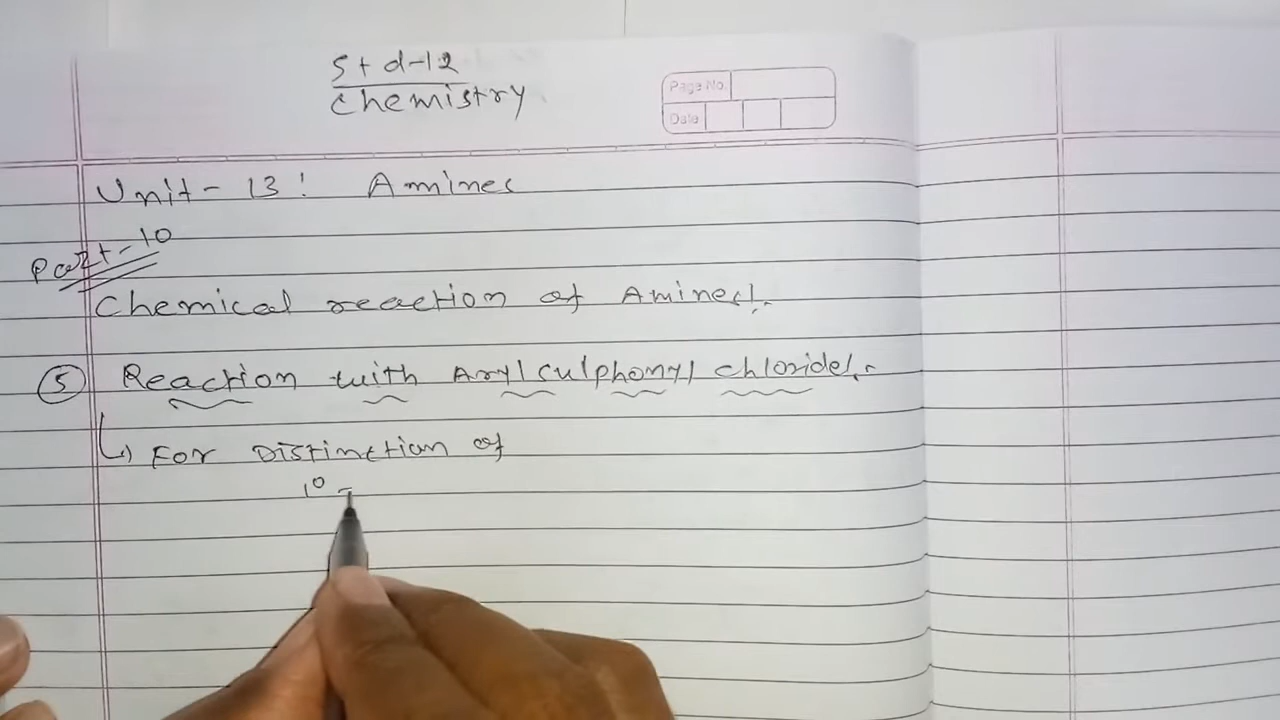 Std-12
Chemistry
Page No.
Date
Unit-13: Amines
Part-10
Chemical reaction of Amines:
5 Reaction with Arylsulphonyl chloride:-
For Distinction of
1° -